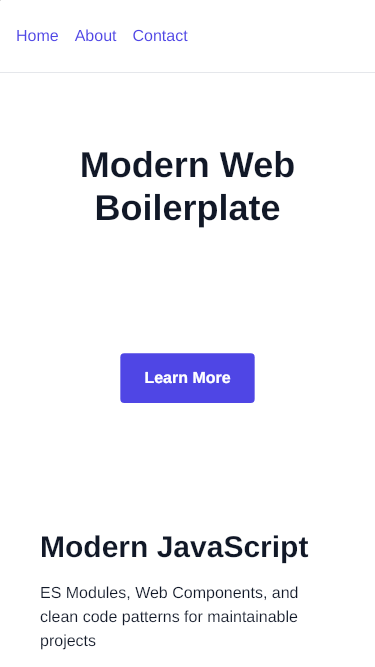 Home About Contact
Modern Web
Boilerplate
Learn More
Modern JavaScript
ES Modules, Web Components, and
clean code patterns for maintainable
projects